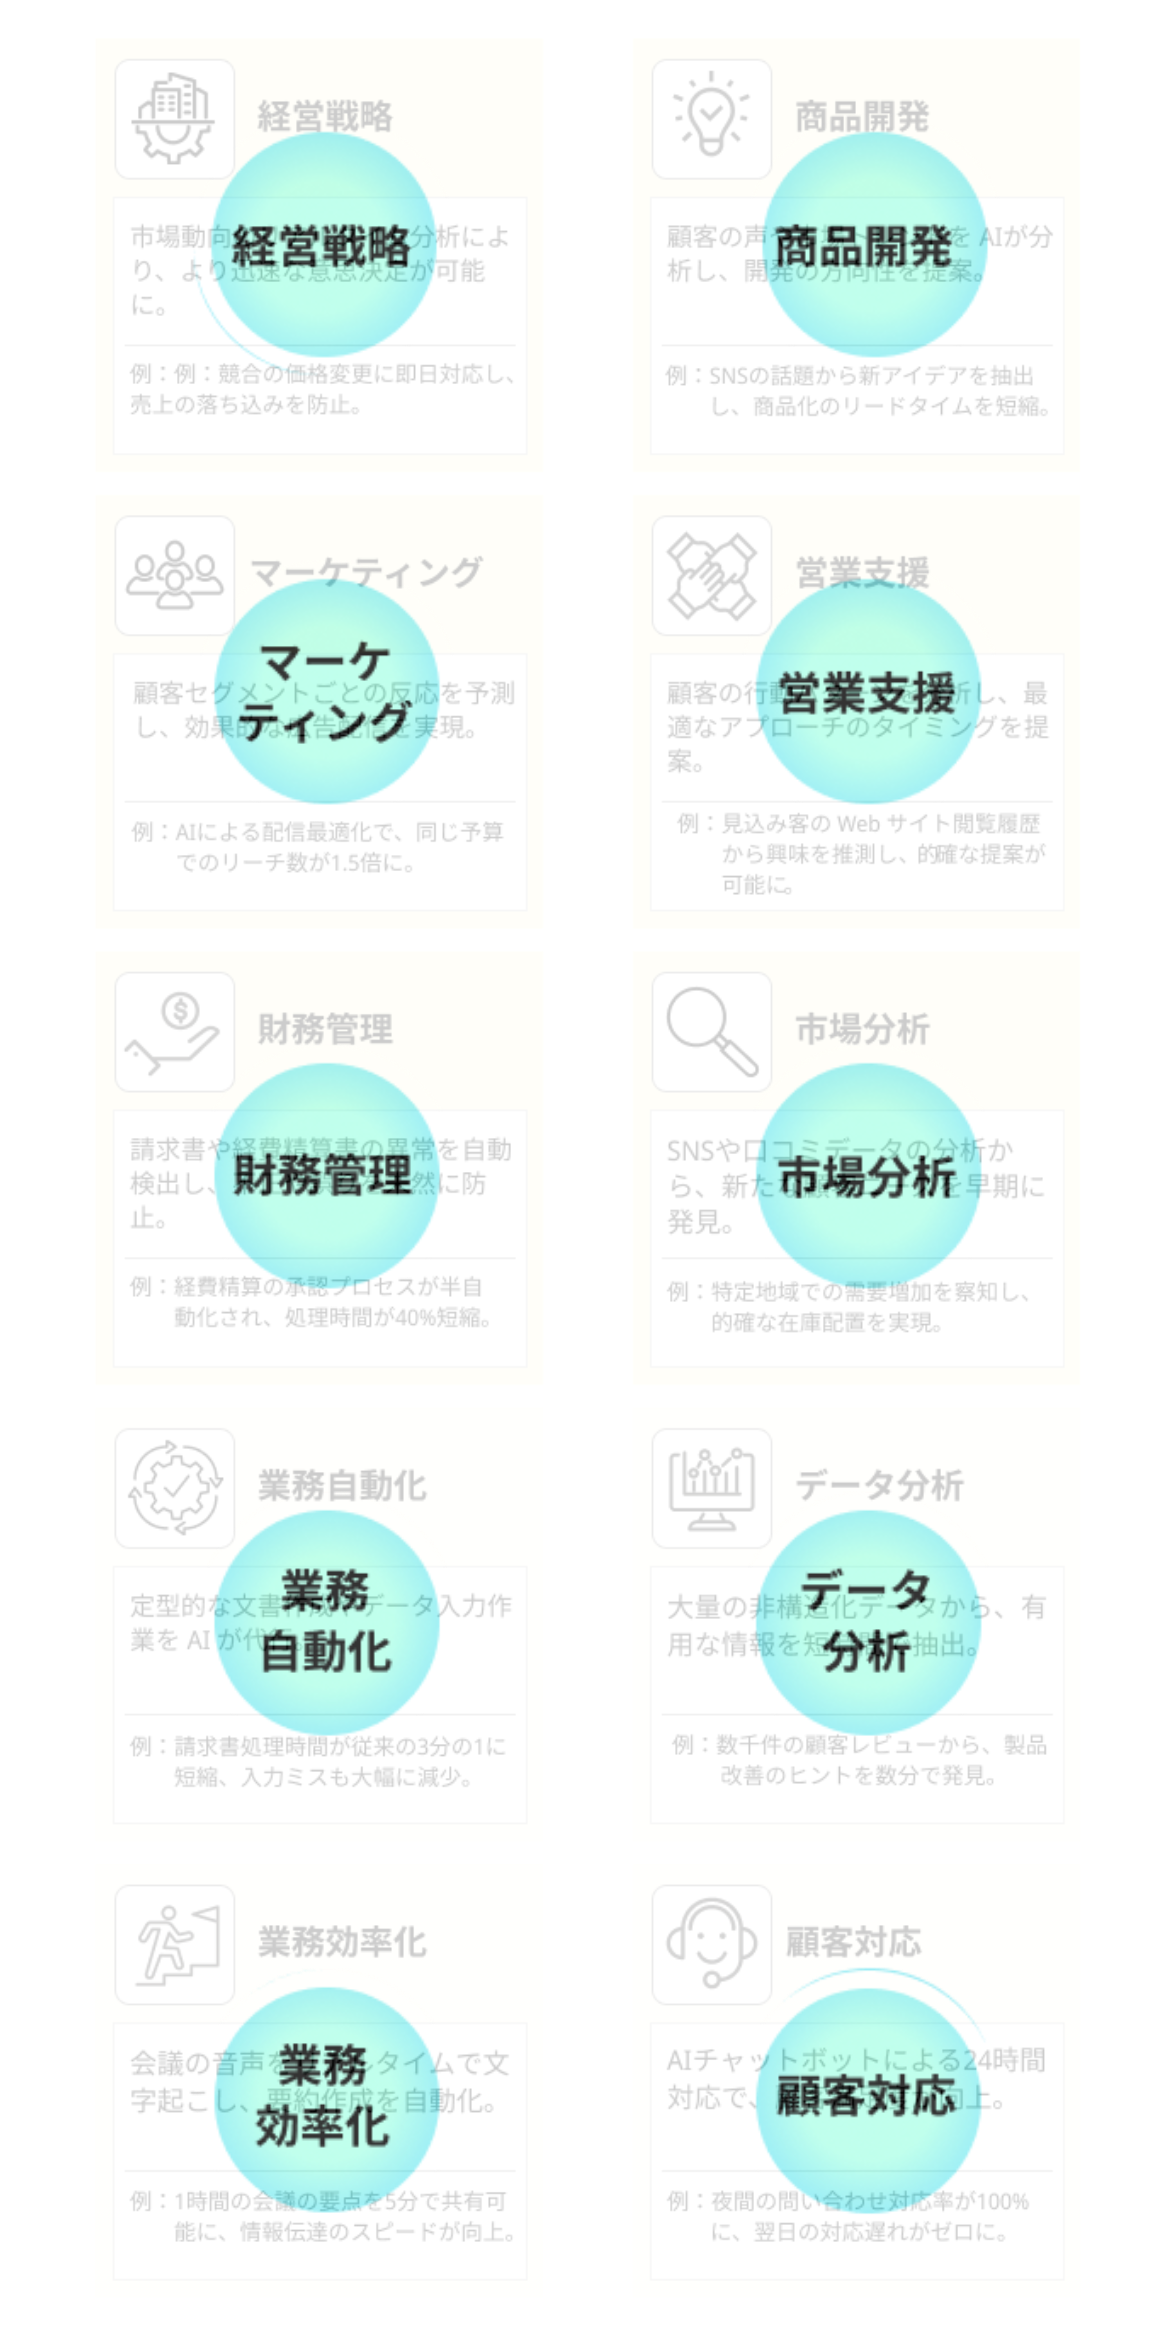 経営戦略
経営戦略
市場動向 分析によ
り、より迅速な意思決定が可能
に。
例：例：競合の価格変更に即日対応し、
売上の落ち込みを防止。
商品開発
商品開発
顧客の声 を AIが分
析し、開発の方向性を提案。
例：SNSの話題から新アイデアを抽出
し、商品化のリードタイムを短縮。
マーケティング
マーケ
ティング
顧客セグメントごとの反応を予測
し、効果的な広告配信を実現。
例：AIによる配信最適化で、同じ予算
でのリーチ数が1.5倍に。
営業支援
営業支援
顧客の行動 析し、最
適なアプローチのタイミングを提
案。
例：見込み客の Web サイト閲覧履歴
から興味を推測し、的確な提案が
可能に。
財務管理
財務管理
請求書や経費精算書の異常を自動
検出し、 然に防
止。
例：経費精算の承認プロセスが半自
動化され、処理時間が40%短縮。
市場分析
市場分析
SNSや口コミデータの分析か
ら、新た を早期に
発見。
例：特定地域での需要増加を察知し、
的確な在庫配置を実現。
業務自動化
業務
自動化
定型的な文書作成やデータ入力作
業を AI が代
例：請求書処理時間が従来の3分の1に
短縮、入力ミスも大幅に減少。
データ分析
データ
分析
大量の非構造化データから、有
用な情報を短 抽出。
例：数千件の顧客レビューから、製品
改善のヒントを数分で発見。
業務効率化
業務
効率化
会議の音声を タイムで文
字起こし、要約作成を自動化。
例：1時間の会議の要点を5分で共有可
能に、情報伝達のスピードが向上。
顧客対応
顧客対応
AIチャットボットによる24時間
対応で、 向上。
例：夜間の問い合わせ対応率が100%
に、翌日の対応遅れがゼロに。